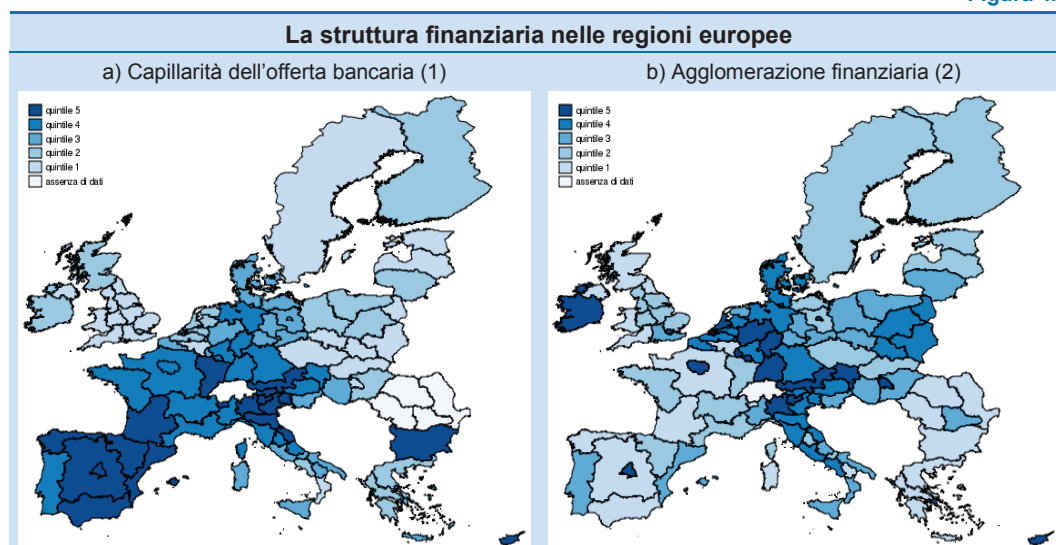 La struttura finanziaria nelle regioni europee
a) Capillarità dell'offerta bancaria (1)
b) Agglomerazione finanziaria (2)
quintile 5
quintile 4
quintile 3
quintile 2
quintile 1
assenza di dati
quintile 5
quintile 4
quintile 3
quintile 2
quintile 1
assenza di dati